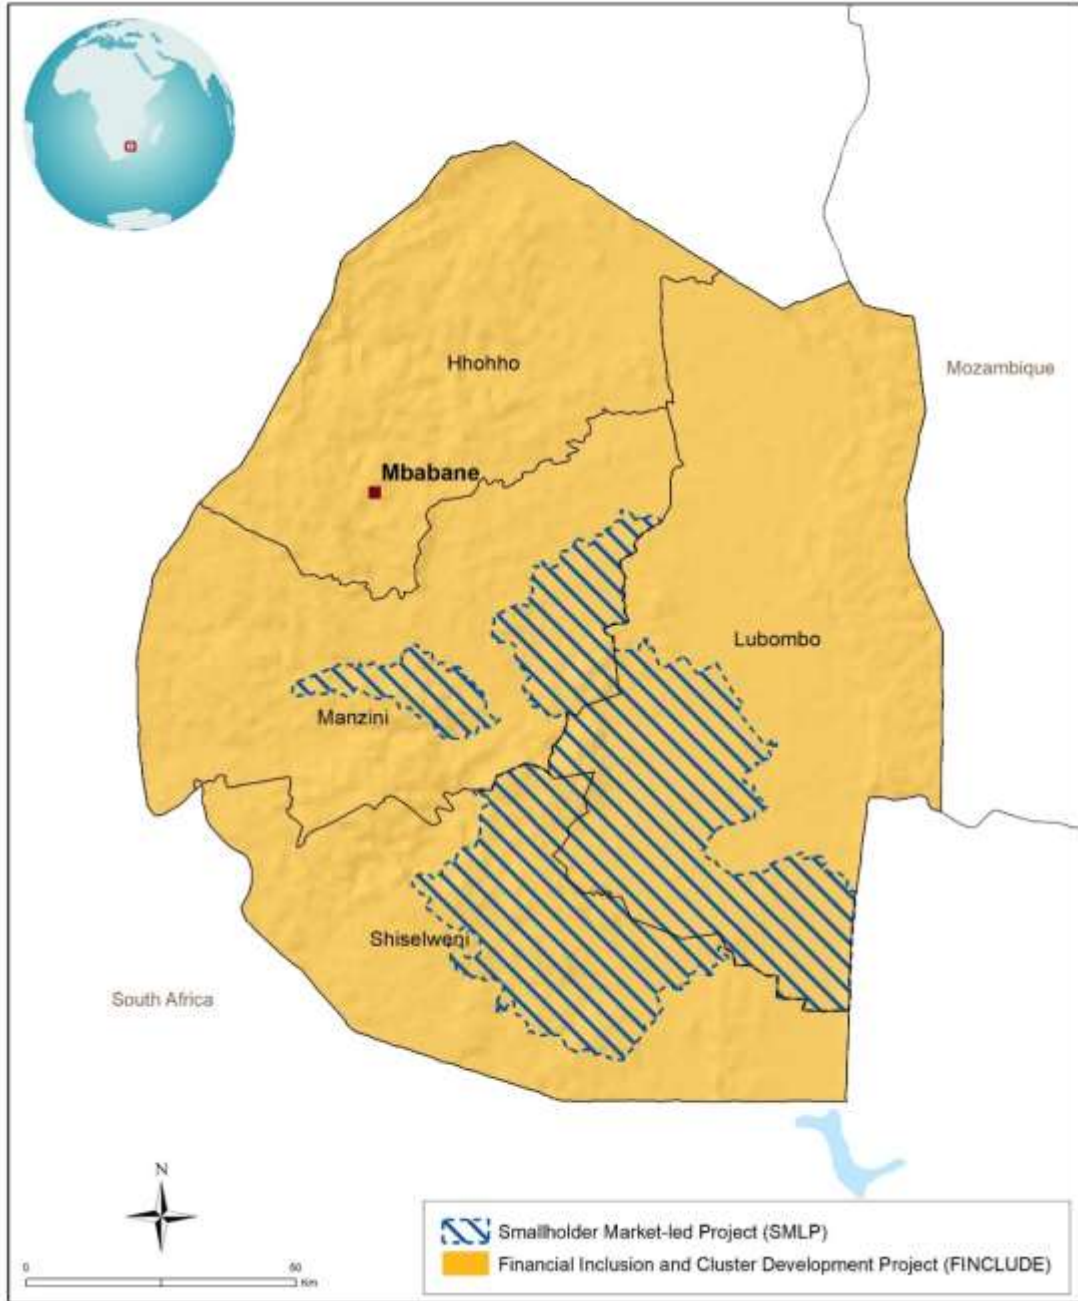 Hhohho
Mozambique
Mbabane
Lubombo
Manzini
Shiselweni
South Africa
N
0 50
Km
Smallholder Market-led Project (SMLP)
Financial Inclusion and Cluster Development Project (FINCLUDE)